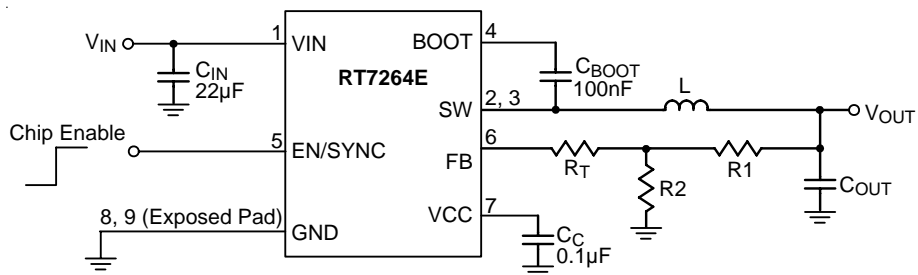 VIN
1
VIN
CIN
22μF
RT7264E
BOOT
4
CBOOT
100nF
SW
2, 3
L
VOUT
Chip Enable
5
EN/SYNC
FB
6
RT
R1
R2
COUT
8, 9 (Exposed Pad)
GND
VCC
7
CC
0.1μF